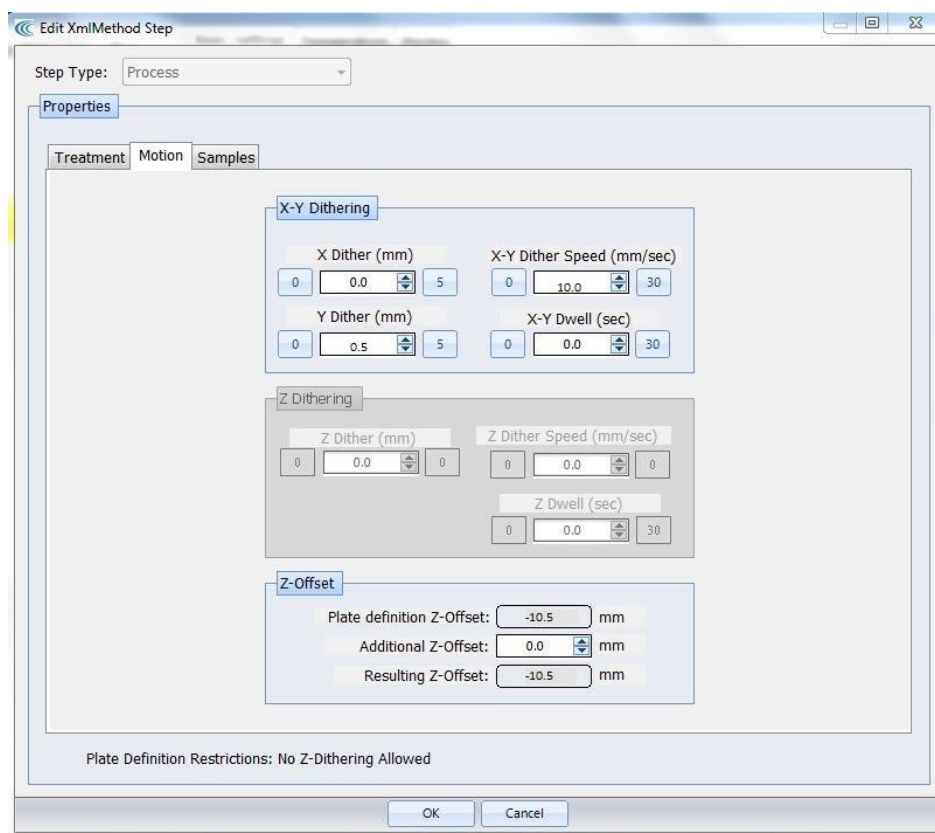 Edit XmlMethod Step
Step Type: Process
Properties
Treatment Motion Samples
X-Y Dithering
X Dither (mm) X-Y Dither Speed (mm/sec)
0 0.0 5 0 10.0 30
Y Dither (mm) X-Y Dwell (sec)
0 0.5 5 0 0.0 30
Z Dithering
Z Dither (mm) Z Dither Speed (mm/sec)
0 0.0 0 0 0.0 0
Z Dwell (sec)
0 0.0 30
Z-Offset
Plate definition Z-Offset: -10.5 mm
Additional Z-Offset: 0.0 mm
Resulting Z-Offset: -10.5 mm
Plate Definition Restrictions: No Z-Dithering Allowed
OK Cancel